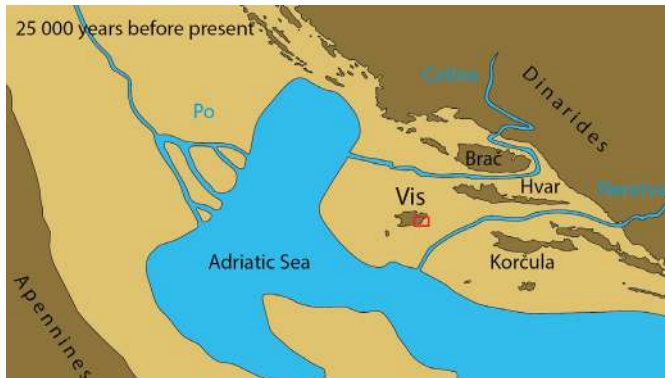 25 000 years before present
Cetina
Dinarides
Po
Brač
Hvar
Vis
Neretva
Adriatic Sea
Korčula
Apennines